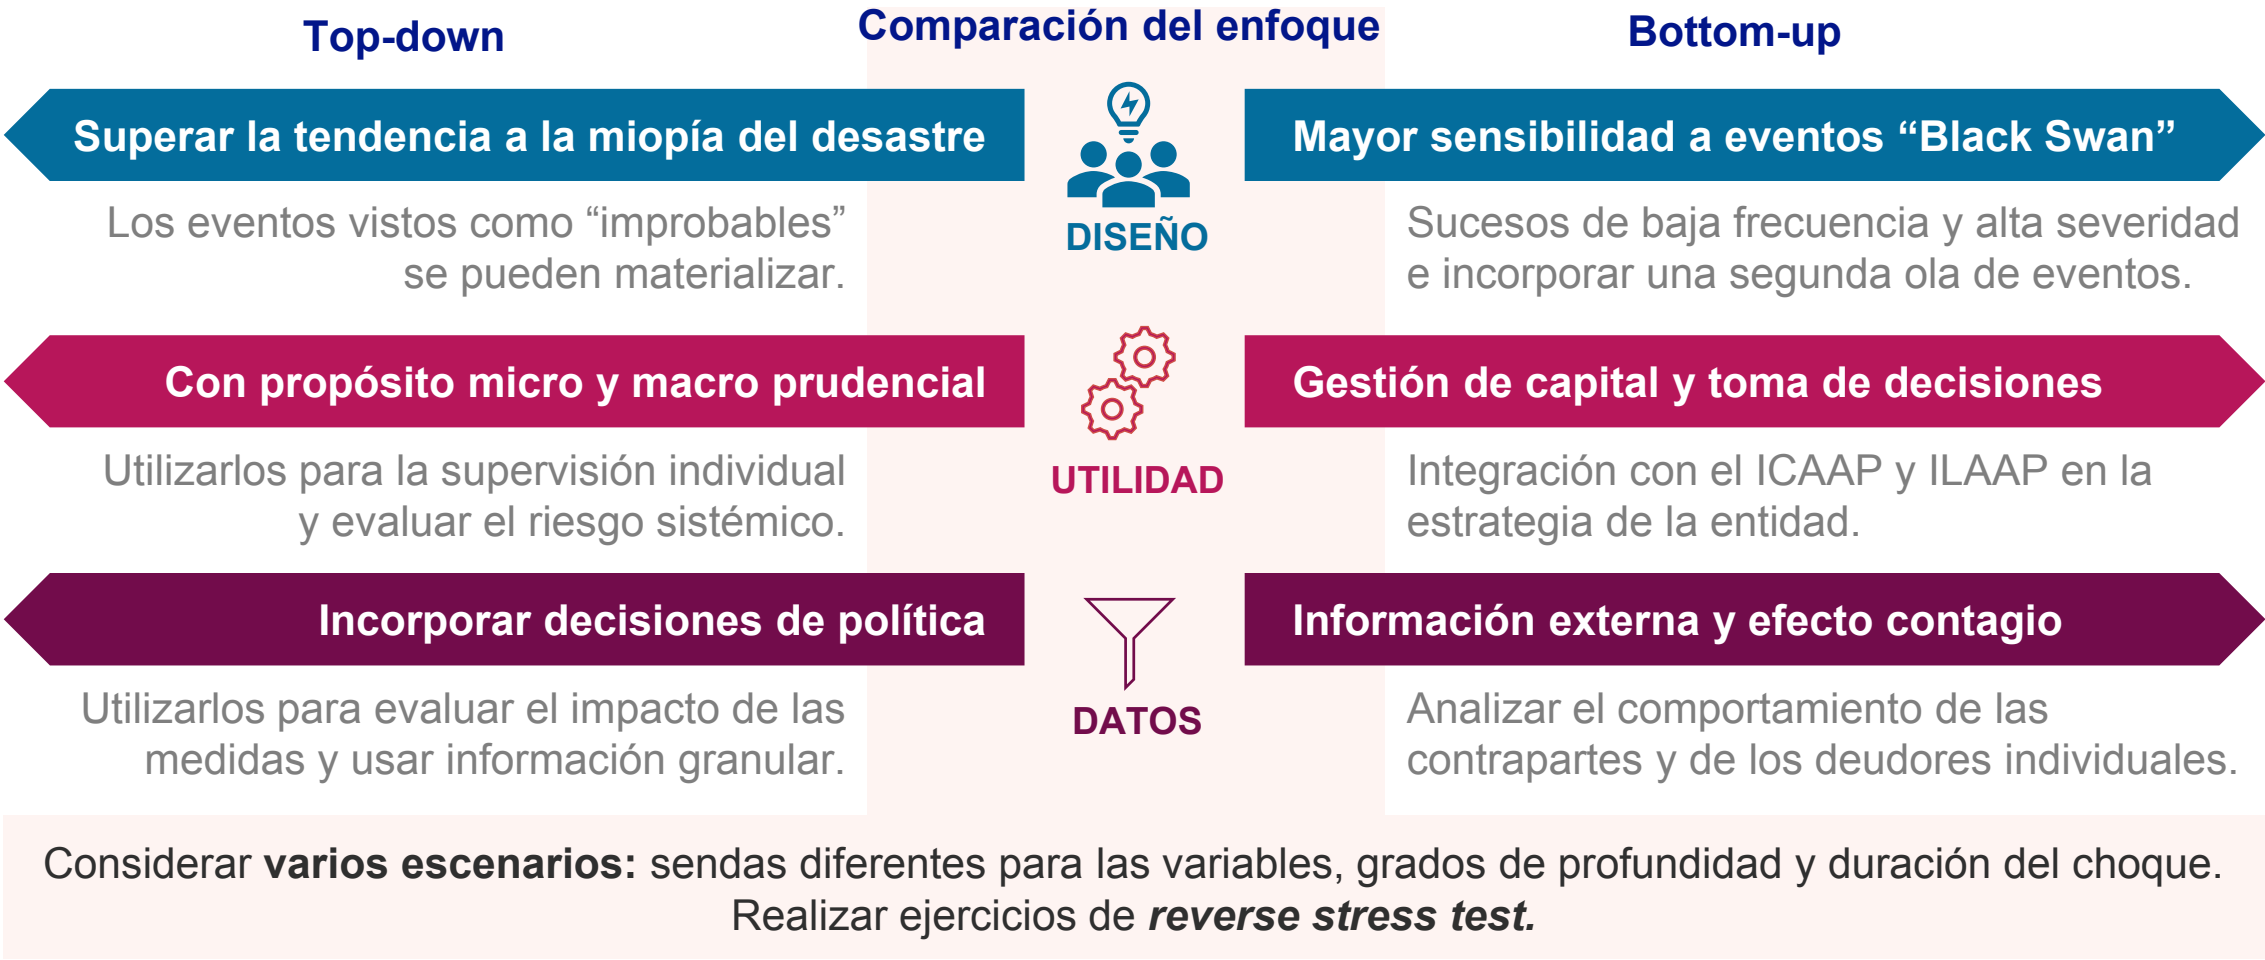 Top-down
Comparación del enfoque
Bottom-up
Superar la tendencia a la miopía del desastre
Los eventos vistos como “improbables”
se pueden materializar.
DISEÑO
Mayor sensibilidad a eventos “Black Swan”
Sucesos de baja frecuencia y alta severidad
e incorporar una segunda ola de eventos.
Con propósito micro y macro prudencial
Utilizarlos para la supervisión individual
y evaluar el riesgo sistémico.
UTILIDAD
Gestión de capital y toma de decisiones
Integración con el ICAAP y ILAAP en la
estrategia de la entidad.
Incorporar decisiones de política
Utilizarlos para evaluar el impacto de las
medidas y usar información granular.
DATOS
Información externa y efecto contagio
Analizar el comportamiento de las
contrapartes y de los deudores individuales.
Considerar varios escenarios: sendas diferentes para las variables, grados de profundidad y duración del choque.
Realizar ejercicios de reverse stress test.